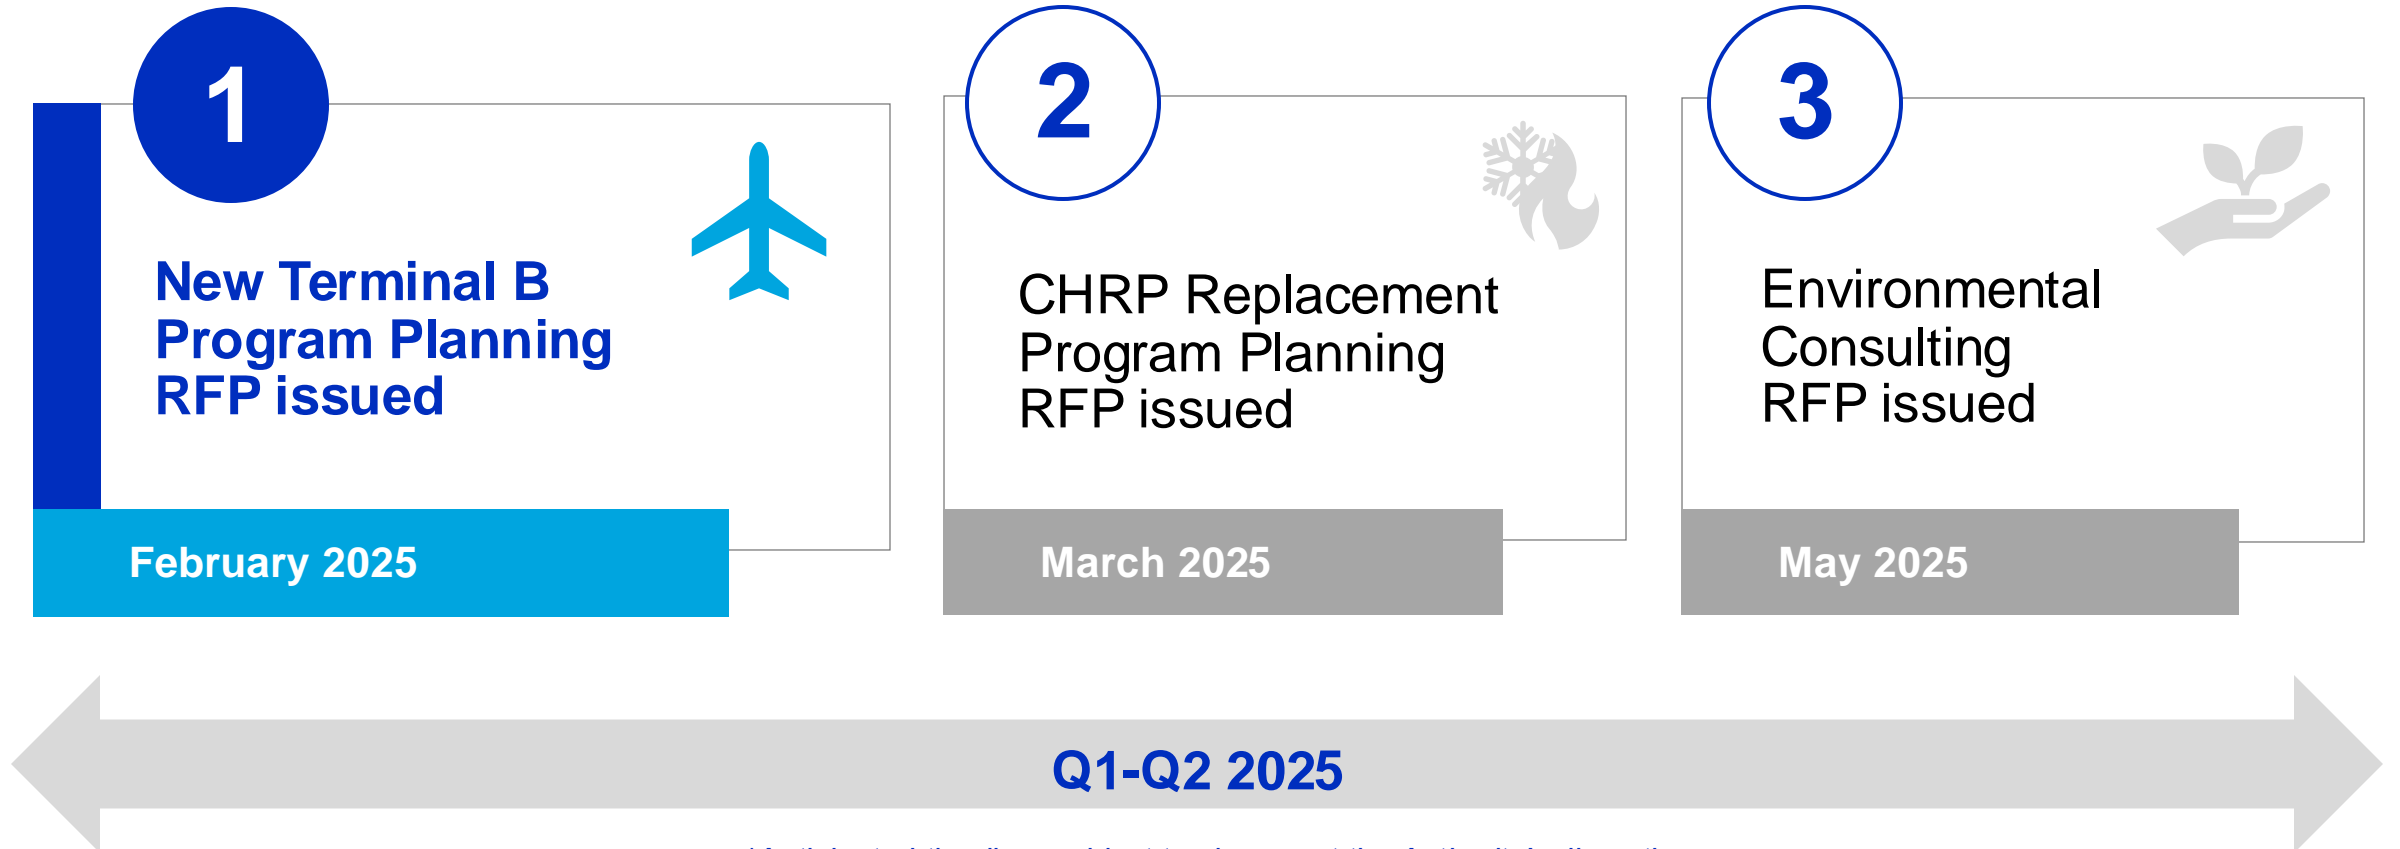 1
New Terminal B
Program Planning
RFP issued
February 2025
2
CHRP Replacement
Program Planning
RFP issued
March 2025
3
Environmental
Consulting
RFP issued
May 2025
Q1-Q2 2025